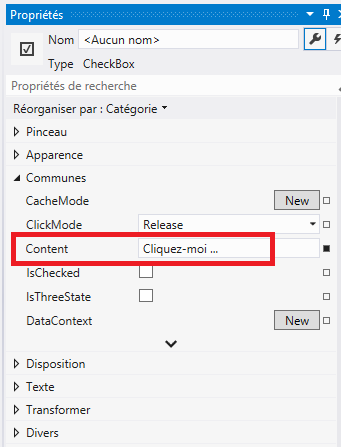 Propriétés
Nom <Aucun nom>
Type CheckBox
Propriétés de recherche
Réorganiser par : Catégorie
Pinceau
Apparence
Communes
CacheMode New
ClickMode Release
Content Cliquez-moi ...
IsChecked
IsThreeState
DataContext New
Disposition
Texte
Transformer
Divers